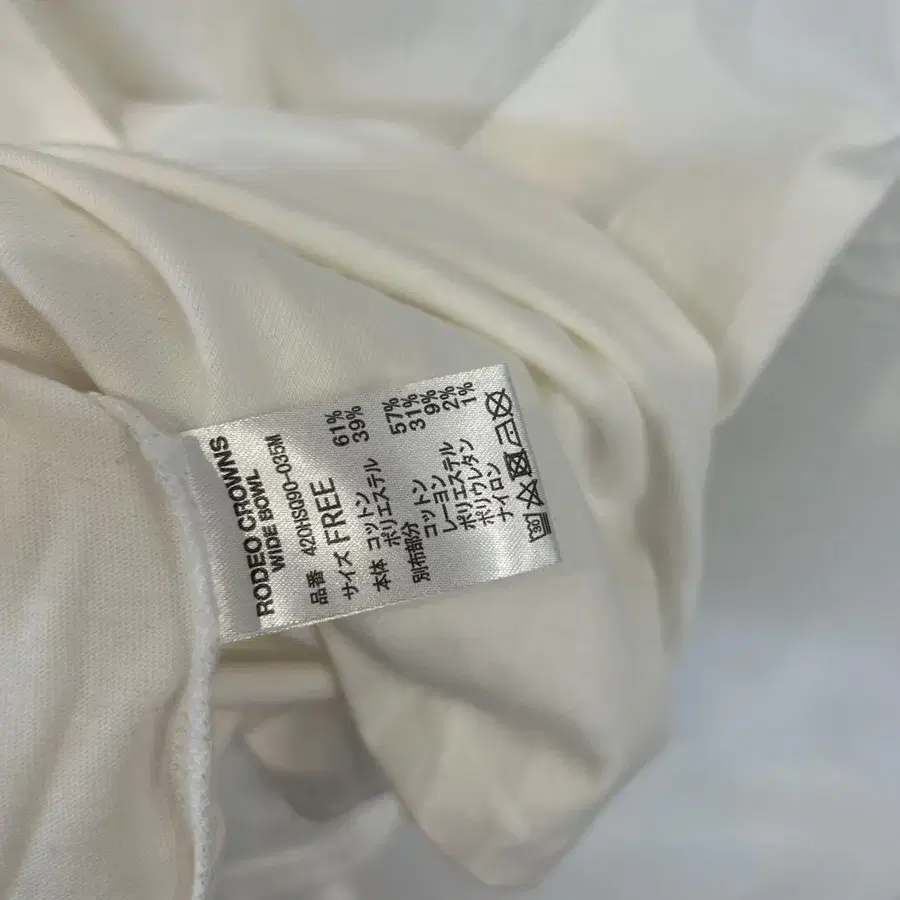 RODEO CROWNS
WIDE BOWL
品番 420HSQ90-035M
サイズ FREE
本体 コットン 61%
ポリエステル 39%
別布部分
コットン 57%
レーヨン 31%
ポリエステル 9%
ポリウレタン 2%
ナイロン 1%
30